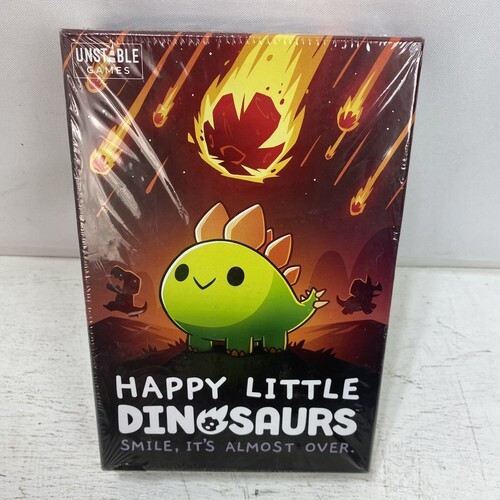 UNSTABLE
GAMES
HAPPY LITTLE
DINOSAURS
SMILE, IT'S ALMOST OVER.